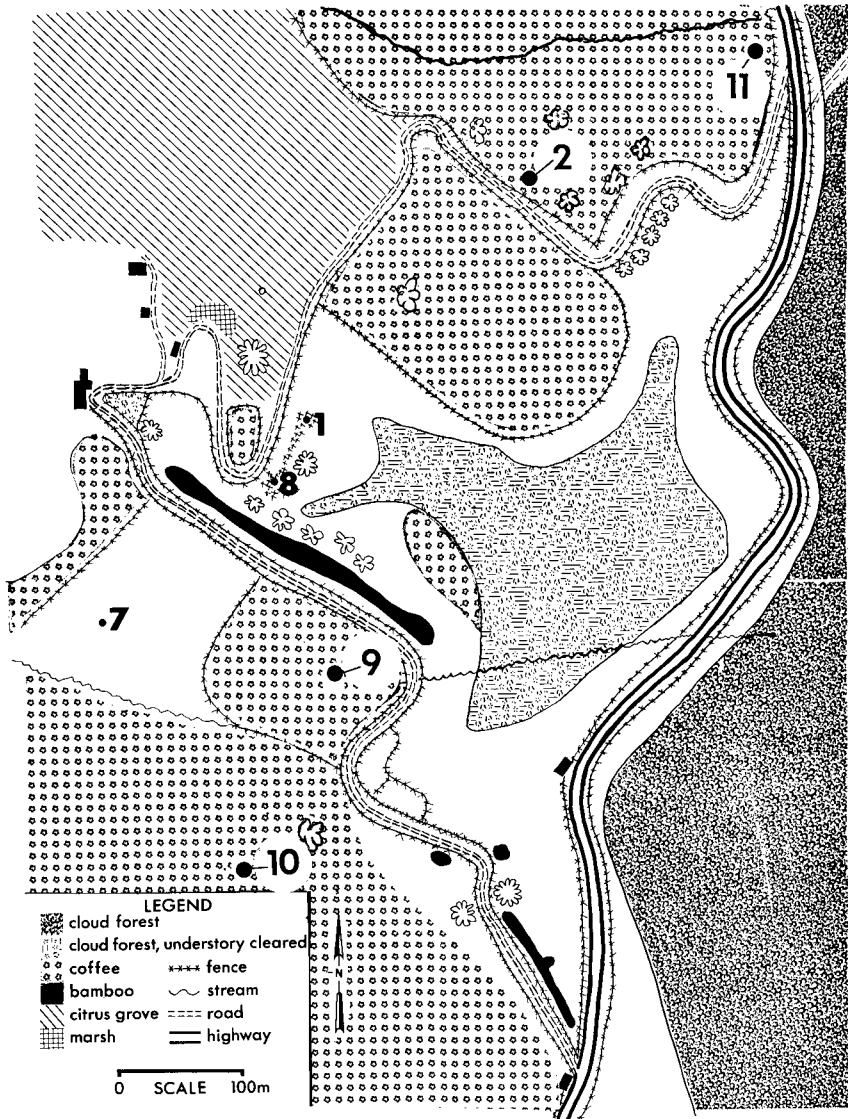 11
2
1
8
7
9
10
LEGEND
cloud forest
cloud forest, understory cleared
coffee
fence
bamboo
stream
citrus grove
road
marsh
highway
N
0 SCALE 100m